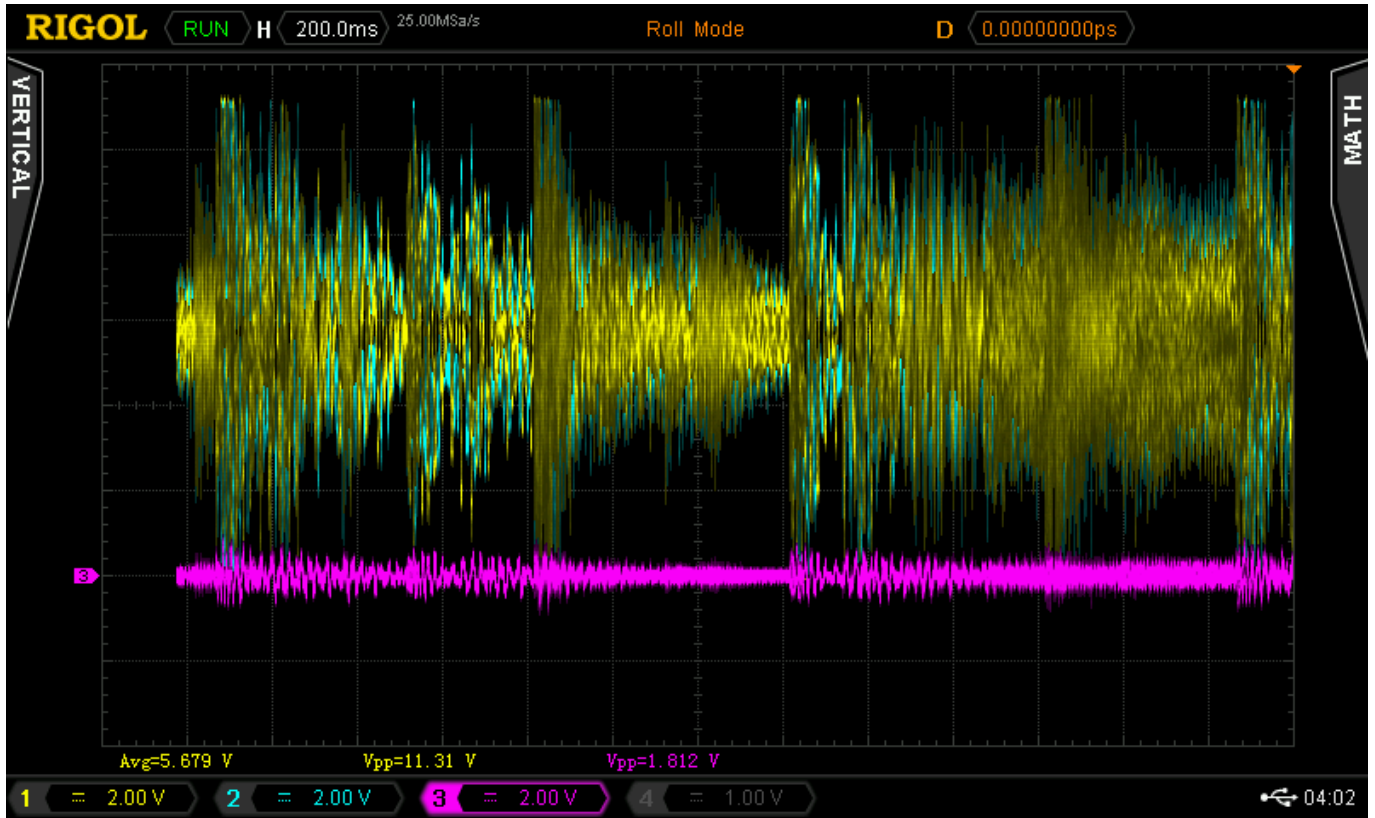 RIGOL RUN H 200.0ms 25.00MSa/s Roll Mode D 0.00000000ps
VERTICAL
MATH
3
Avg=5.679 V Vpp=11.31 V Vpp=1.812 V
1 = 2.00 V 2 = 2.00 V 3 = 2.00 V 4 = 1.00 V 04:02